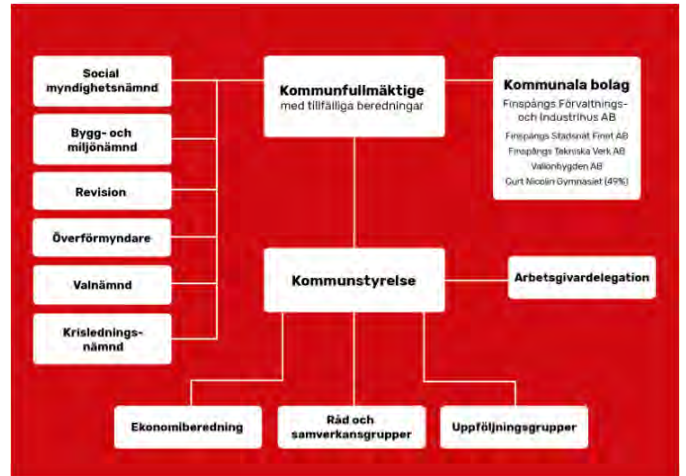 Social
myndighetsnämnd
Bygg- och
miljönämnd
Revision
Överförmyndare
Valnämnd
Krislednings-
nämnd
Kommunfullmäktige
med tillfälliga beredningar
Kommunala bolag
Finspångs Förvaltnings-
och Industrihus AB
Finspångs Stadsnät Finet AB
Finspångs Tekniska Verk AB
Vallonbygden AB
Curt Nicolin Gymnasiet (49%)
Kommunstyrelse
Arbetsgivardelegation
Ekonomiberedning
Råd och
samverkansgrupper
Uppföljningsgrupper